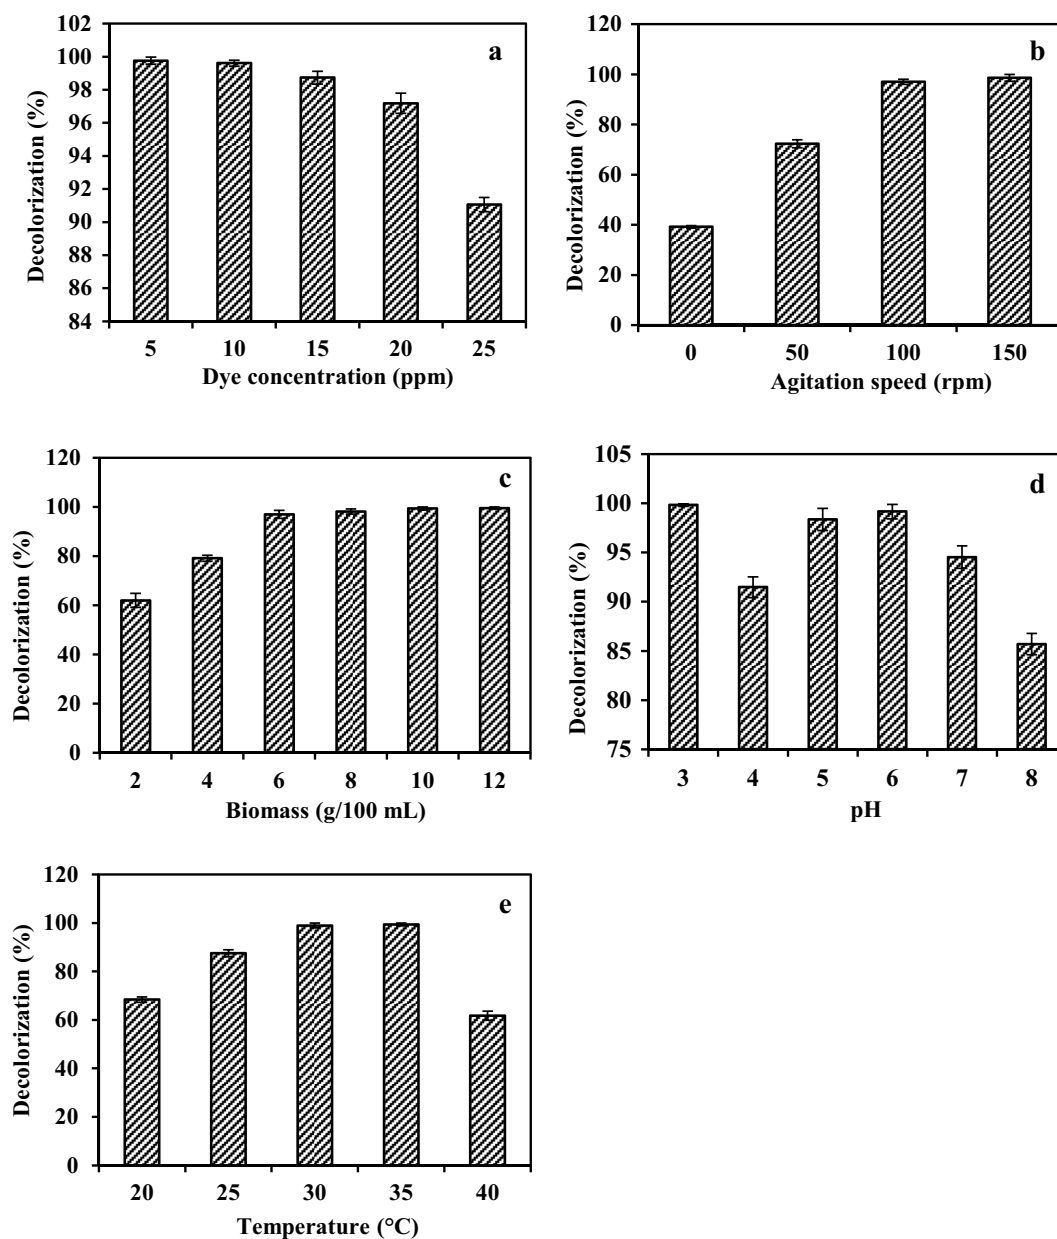 a
Decolorization (%)
102
100
98
96
94
92
90
88
86
84
5 10 15 20 25
Dye concentration (ppm)
b
Decolorization (%)
120
100
80
60
40
20
0
0 50 100 150
Agitation speed (rpm)
c
Decolorization (%)
120
100
80
60
40
20
0
2 4 6 8 10 12
Biomass (g/100 mL)
d
Decolorization (%)
105
100
95
90
85
80
75
3 4 5 6 7 8
pH
e
Decolorization (%)
120
100
80
60
40
20
0
20 25 30 35 40
Temperature (°C)